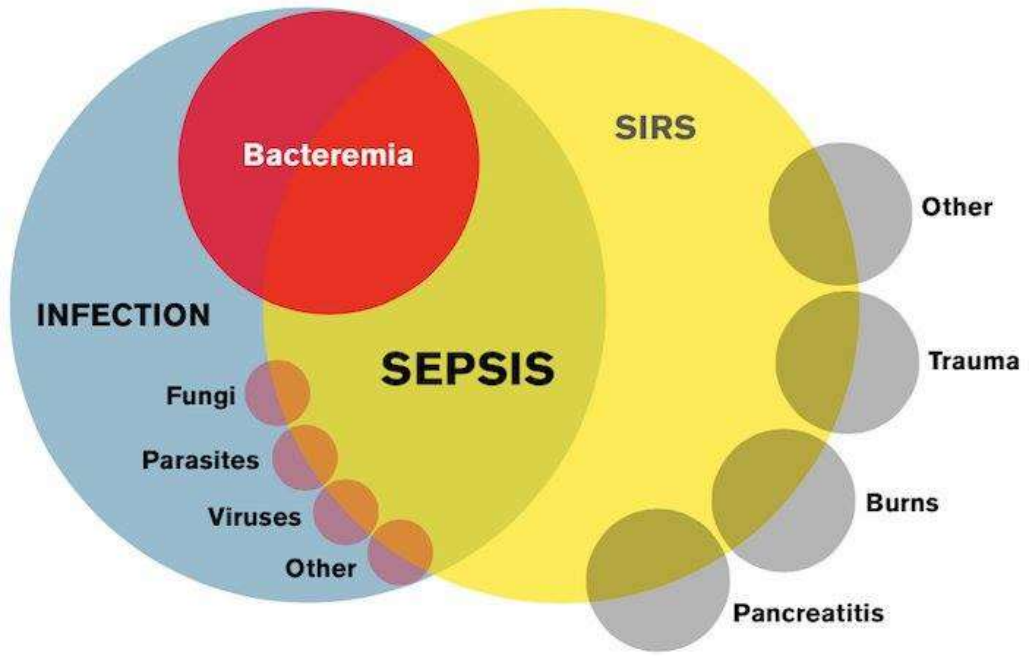 SIRS
Bacteremia
Other
INFECTION
SEPSIS
Trauma
Fungi
Parasites
Viruses
Burns
Other
Pancreatitis